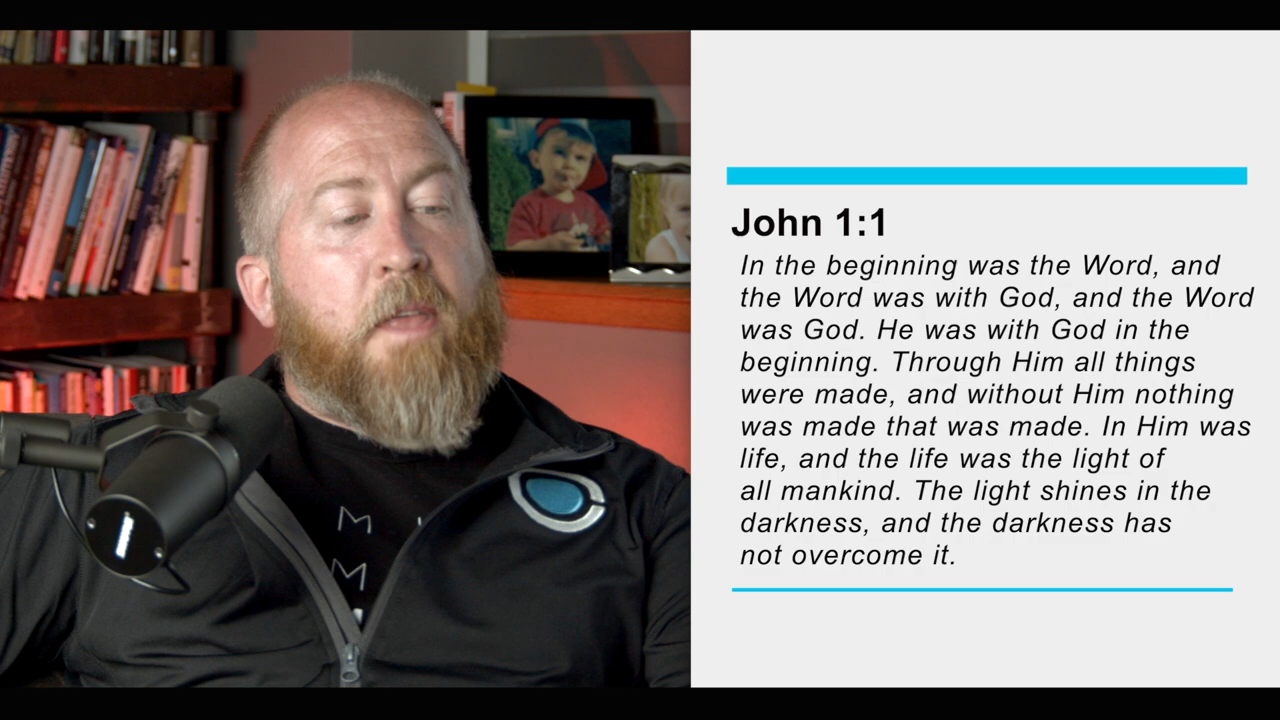 John 1:1
In the beginning was the Word, and
the Word was with God, and the Word
was God. He was with God in the
beginning. Through Him all things
were made, and without Him nothing
was made that was made. In Him was
life, and the life was the light of
all mankind. The light shines in the
darkness, and the darkness has
not overcome it.
M
M